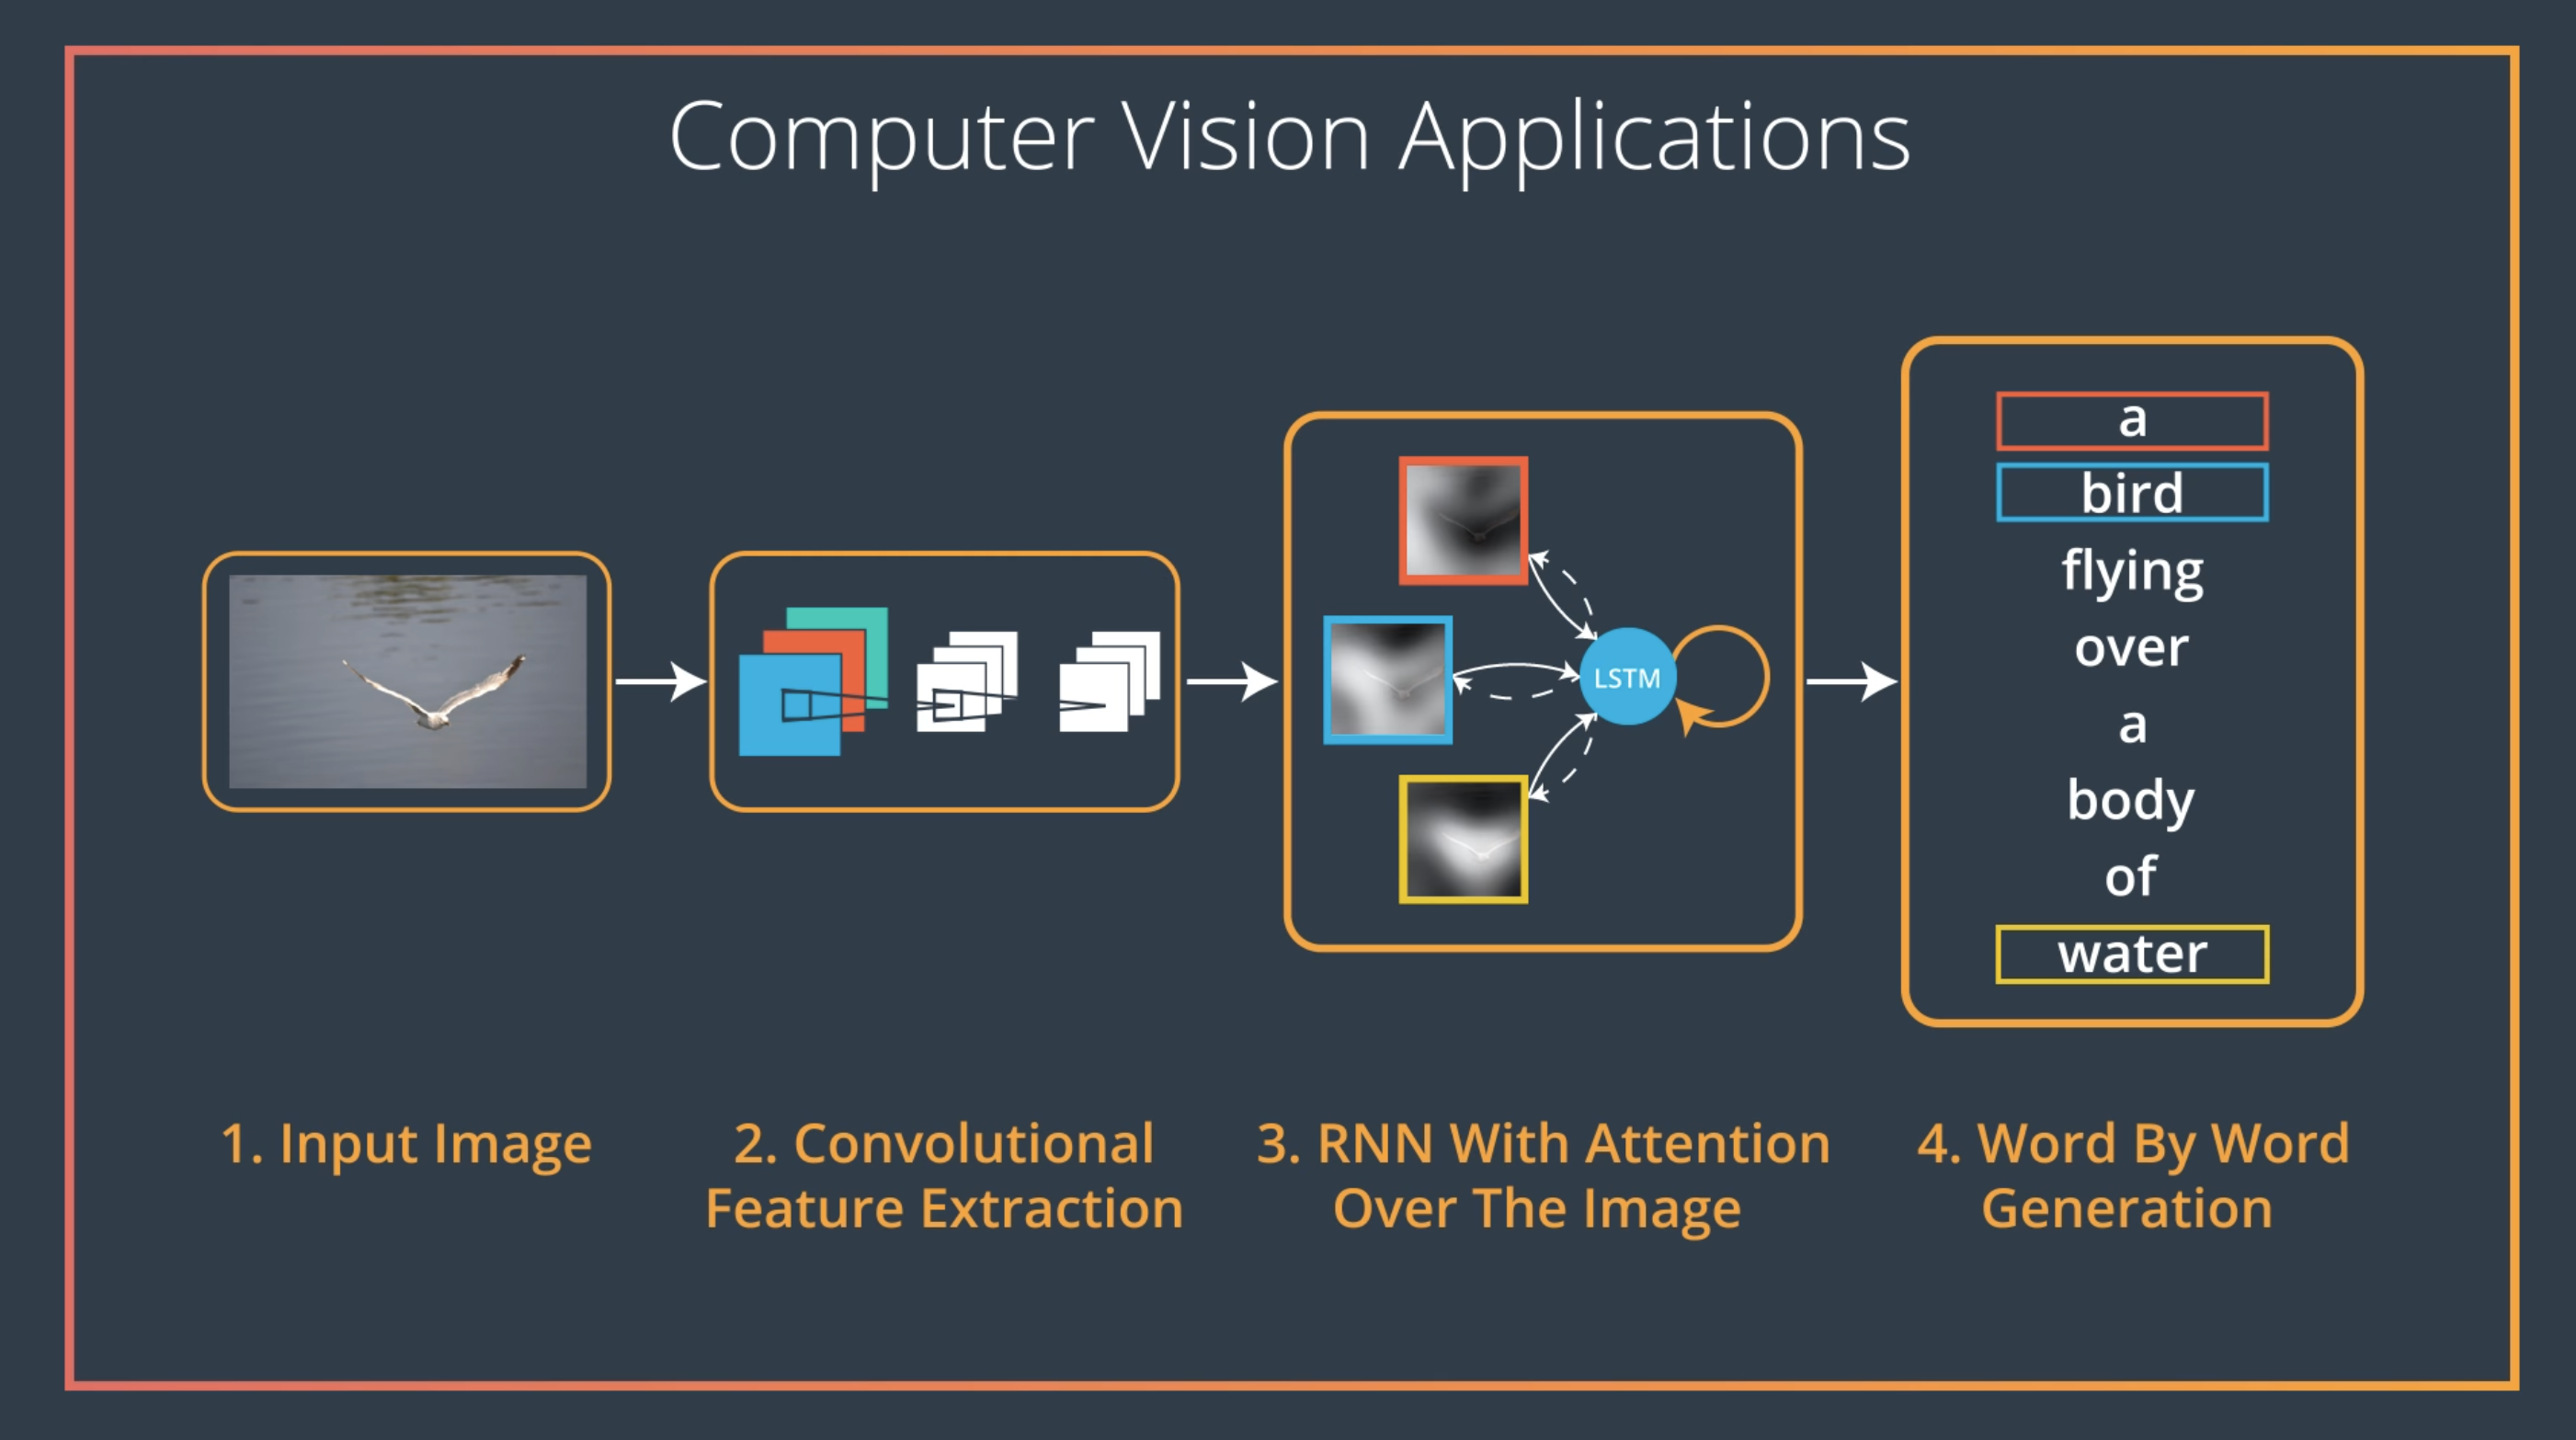 Computer Vision Applications
LSTM
a
bird
flying
over
a
body
of
water
1. Input Image
2. Convolutional
Feature Extraction
3. RNN With Attention
Over The Image
4. Word By Word
Generation